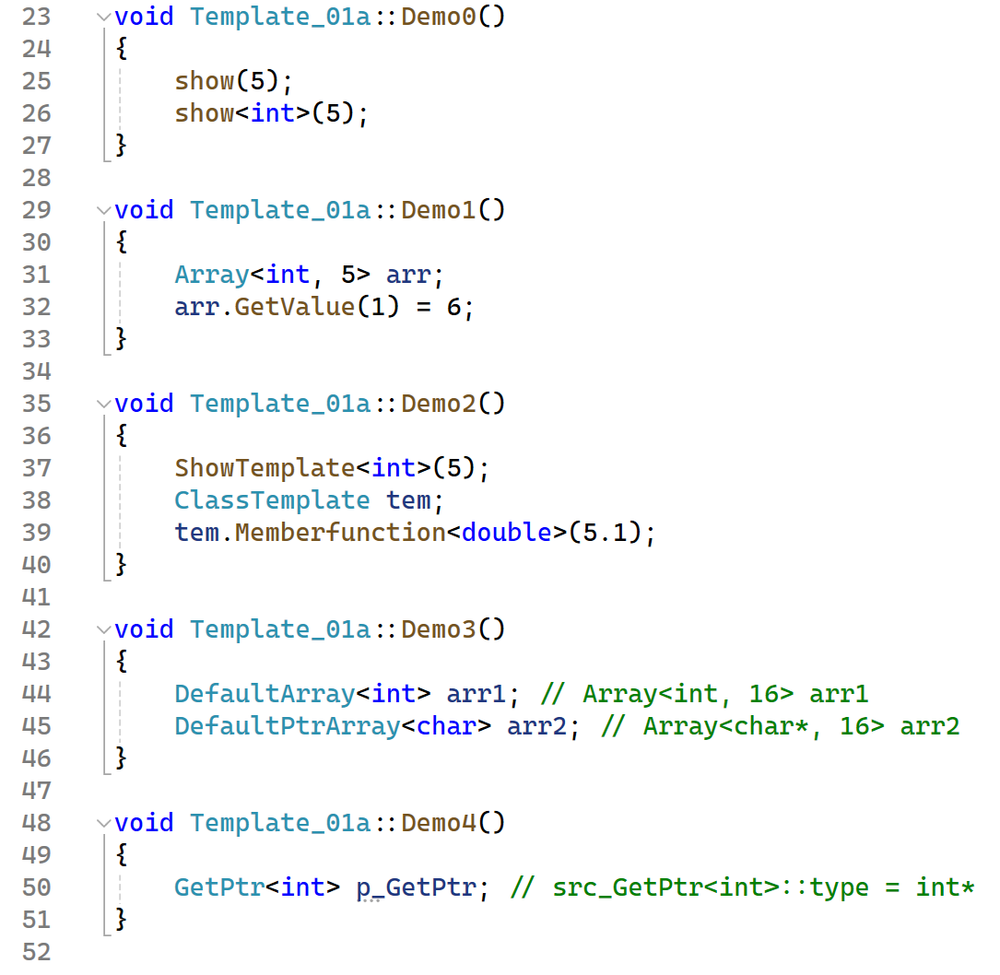 23 void Template_01a::Demo0()
24 {
25     show(5);
26     show<int>(5);
27 }
28
29 void Template_01a::Demo1()
30 {
31     Array<int, 5> arr;
32     arr.GetValue(1) = 6;
33 }
34
35 void Template_01a::Demo2()
36 {
37     ShowTemplate<int>(5);
38     ClassTemplate tem;
39     tem.Memberfunction<double>(5.1);
40 }
41
42 void Template_01a::Demo3()
43 {
44     DefaultArray<int> arr1; // Array<int, 16> arr1
45     DefaultPtrArray<char> arr2; // Array<char*, 16> arr2
46 }
47
48 void Template_01a::Demo4()
49 {
50     GetPtr<int> p_GetPtr; // src_GetPtr<int>::type = int*
51 }
52